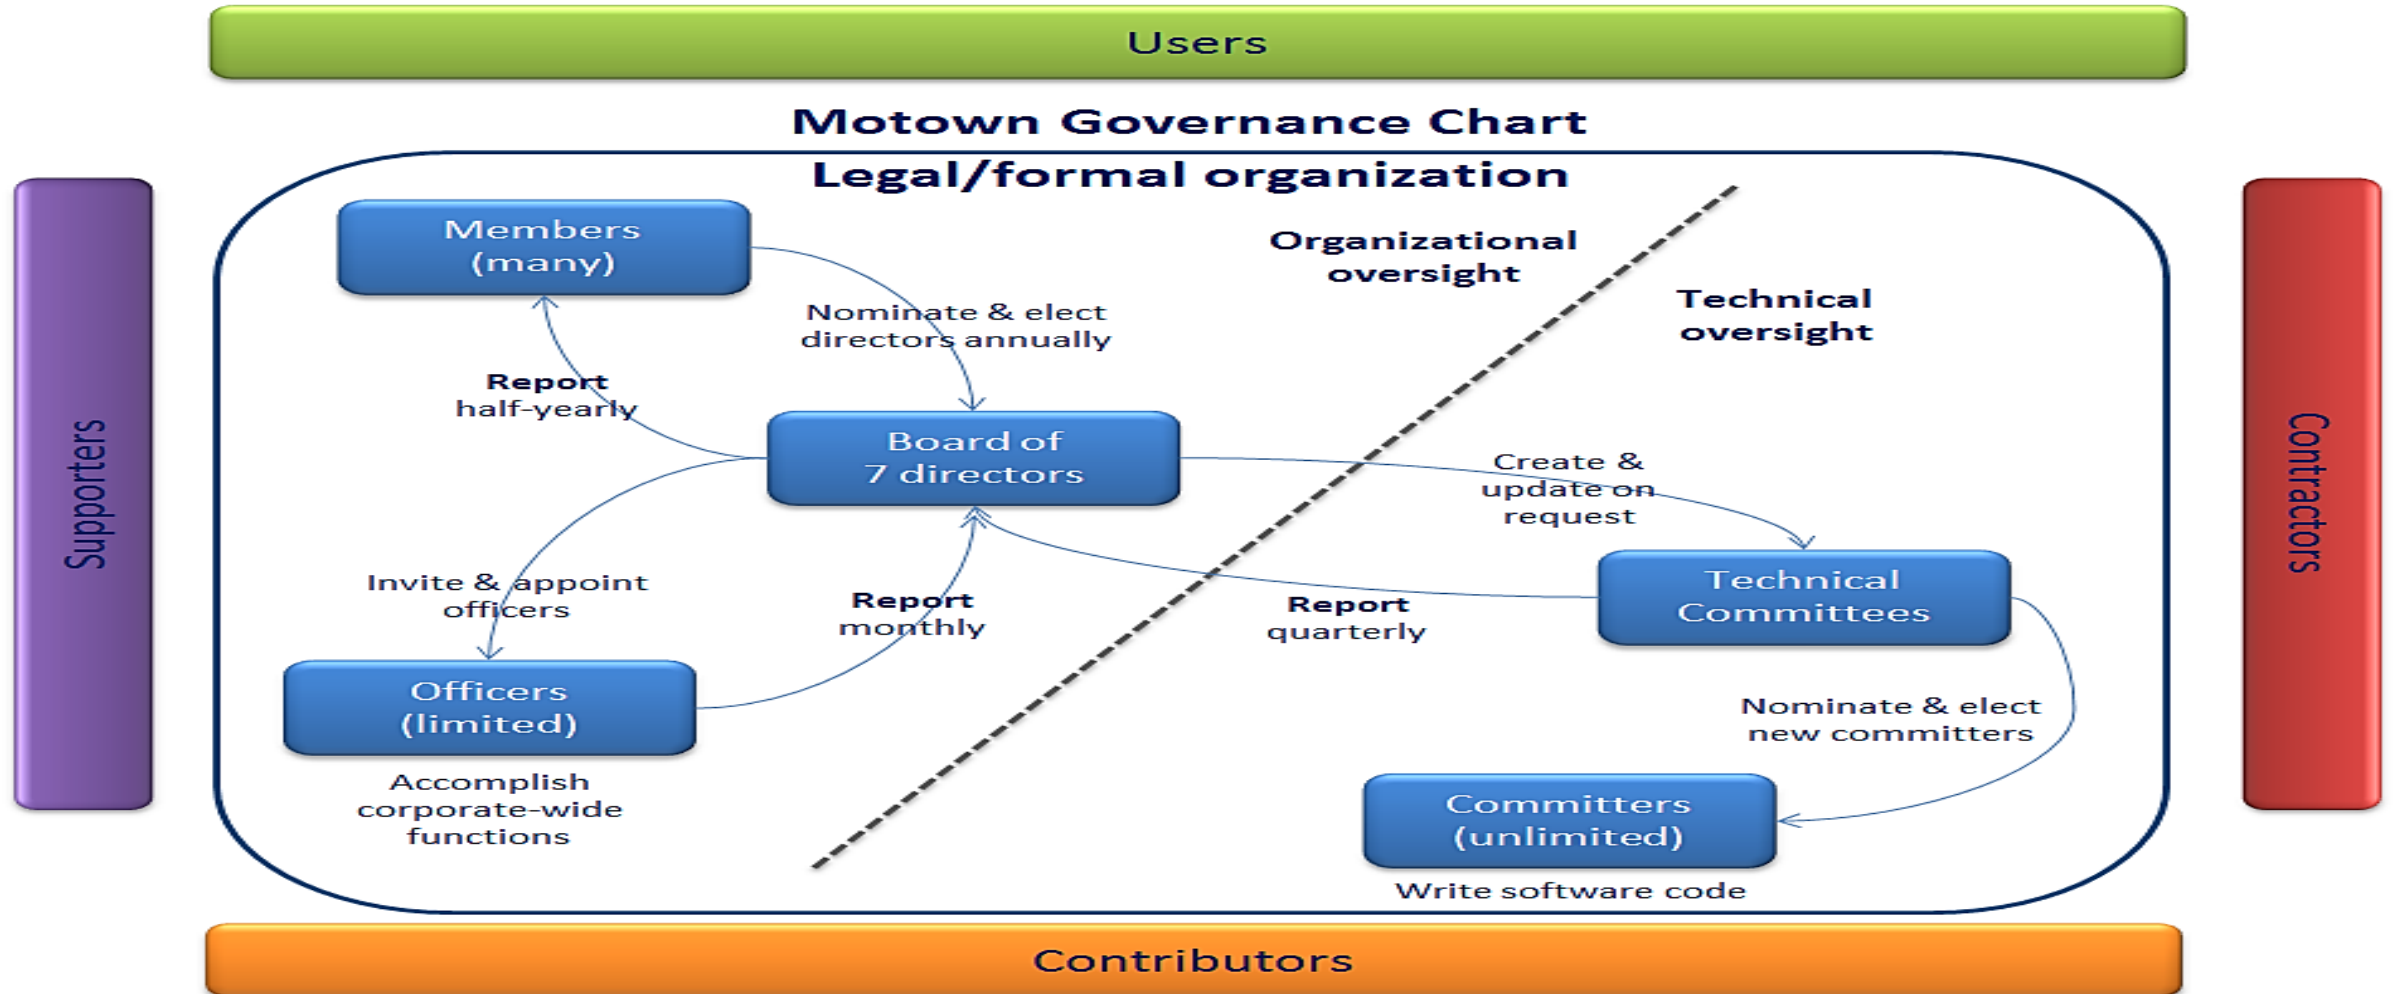 Users
Motown Governance Chart
Legal/formal organization
Members
(many)
Organizational
oversight
Technical
oversight
Nominate & elect
directors annually
Report
half-yearly
Board of
7 directors
Create &
update on
request
Supporters
Contractors
Invite & appoint
officers
Report
monthly
Report
quarterly
Technical
Committees
Officers
(limited)
Nominate & elect
new committers
Accomplish
corporate-wide
functions
Committers
(unlimited)
Write software code
Contributors